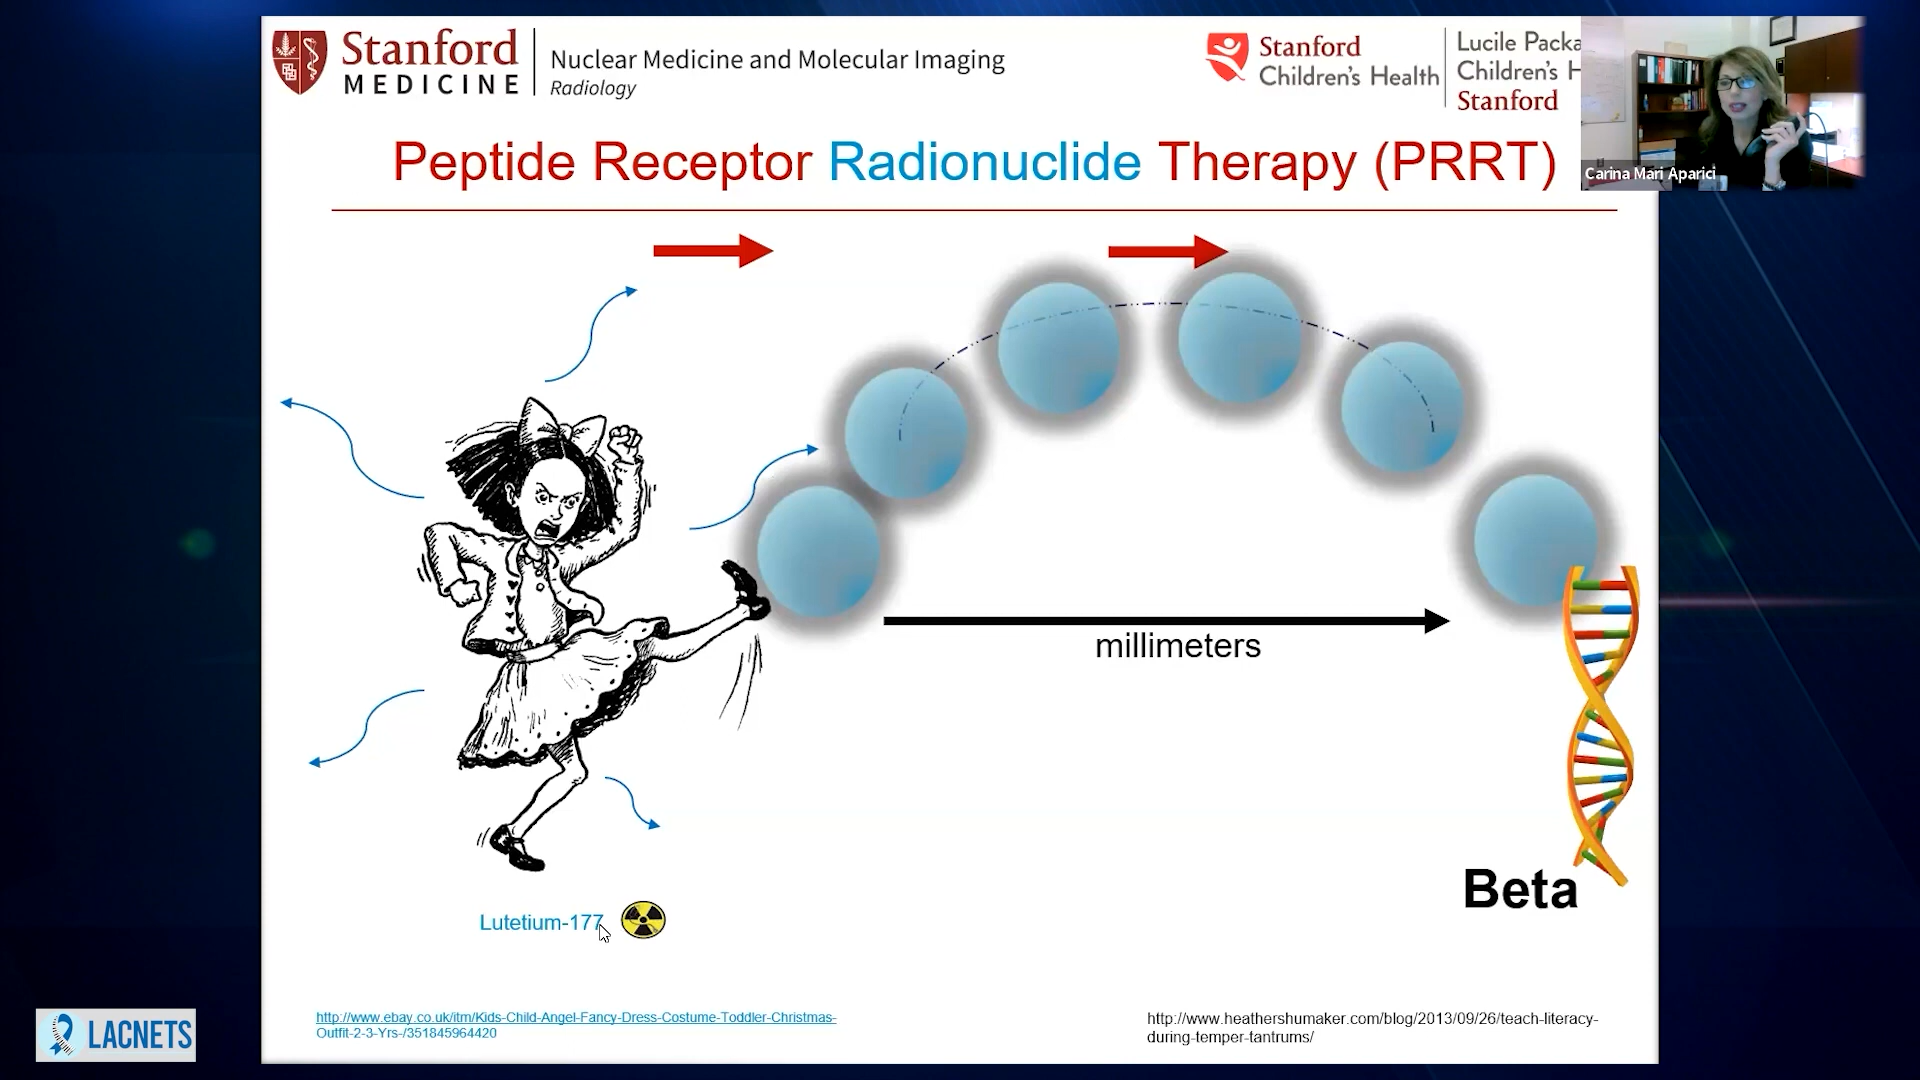 Stanford
MEDICINE
Nuclear Medicine and Molecular Imaging
Radiology
Stanford
Children's Health
Lucile Packa
Children's H
Stanford
Carina Mari Aparici
Peptide Receptor Radionuclide Therapy (PRRT)
millimeters
Beta
Lutetium-177
http://www.ebay.co.uk/itm/Kids-Child-Angel-Fancy-Dress-Costume-Toddler-Christmas-
Outfit-2-3-Yrs-/351845964420
http://www.heathershumaker.com/blog/2013/09/26/teach-literacy-
during-temper-tantrums/
LACNETS